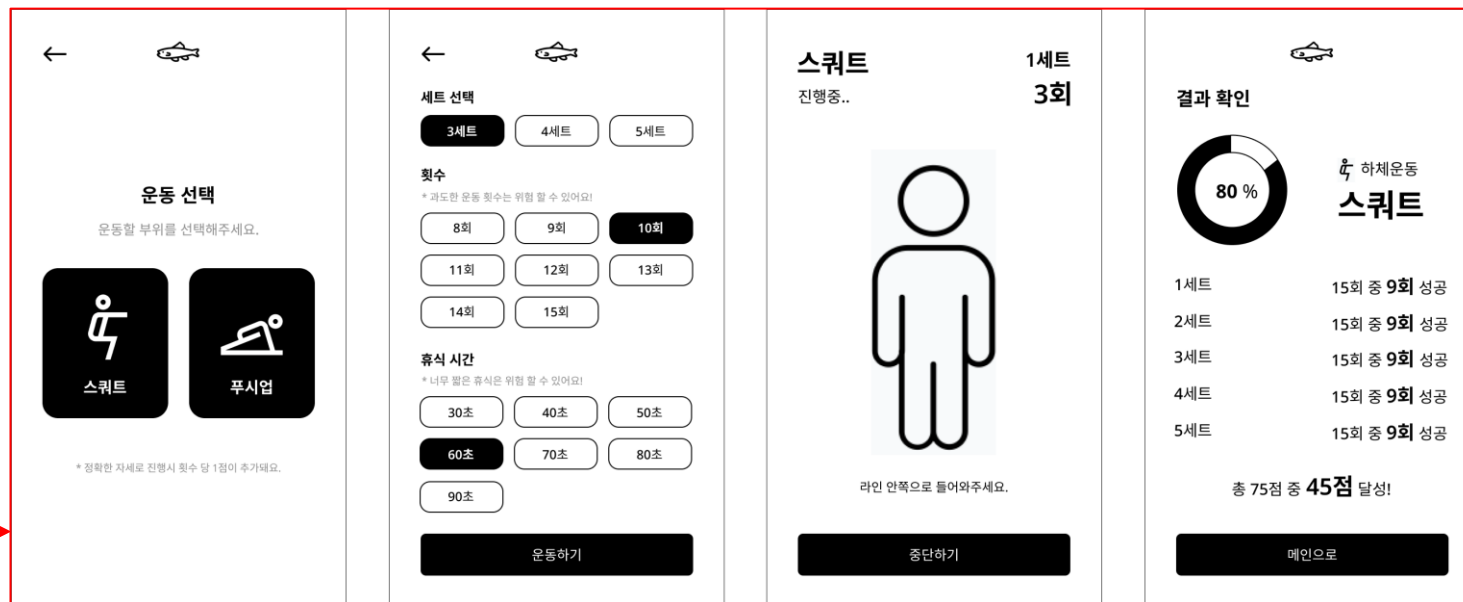 운동 선택
운동할 부위를 선택해주세요.
스쿼트
푸시업
* 정확한 자세로 진행시 횟수 당 1점이 추가돼요.
세트 선택
3세트 4세트 5세트
횟수
* 과도한 운동 횟수는 위험 할 수 있어요!
8회 9회 10회
11회 12회 13회
14회 15회
휴식 시간
* 너무 짧은 휴식은 위험 할 수 있어요!
30초 40초 50초
60초 70초 80초
90초
운동하기
스쿼트 1세트
진행중.. 3회
라인 안쪽으로 들어와주세요.
중단하기
결과 확인
80 %
하체운동
스쿼트
1세트 15회 중 9회 성공
2세트 15회 중 9회 성공
3세트 15회 중 9회 성공
4세트 15회 중 9회 성공
5세트 15회 중 9회 성공
총 75점 중 45점 달성!
메인으로